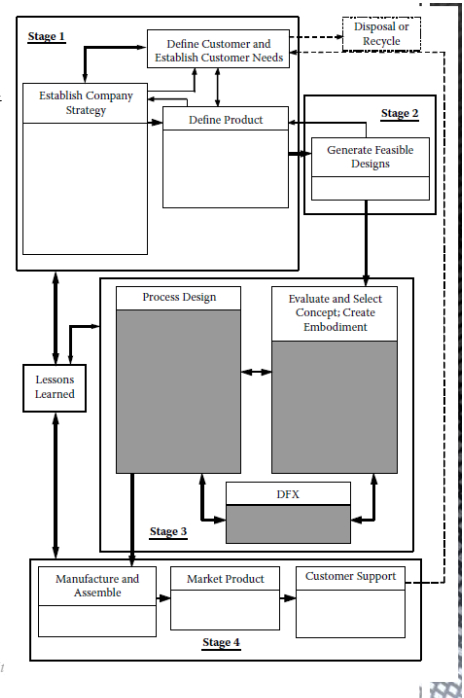 Stage 1
Define Customer and
Establish Customer Needs
Disposal or
Recycle
Establish Company
Strategy
Define Product
Stage 2
Generate Feasible
Designs
Process Design
Evaluate and Select
Concept; Create
Embodiment
Lessons
Learned
DFX
Stage 3
Manufacture and
Assemble
Market Product
Customer Support
Stage 4